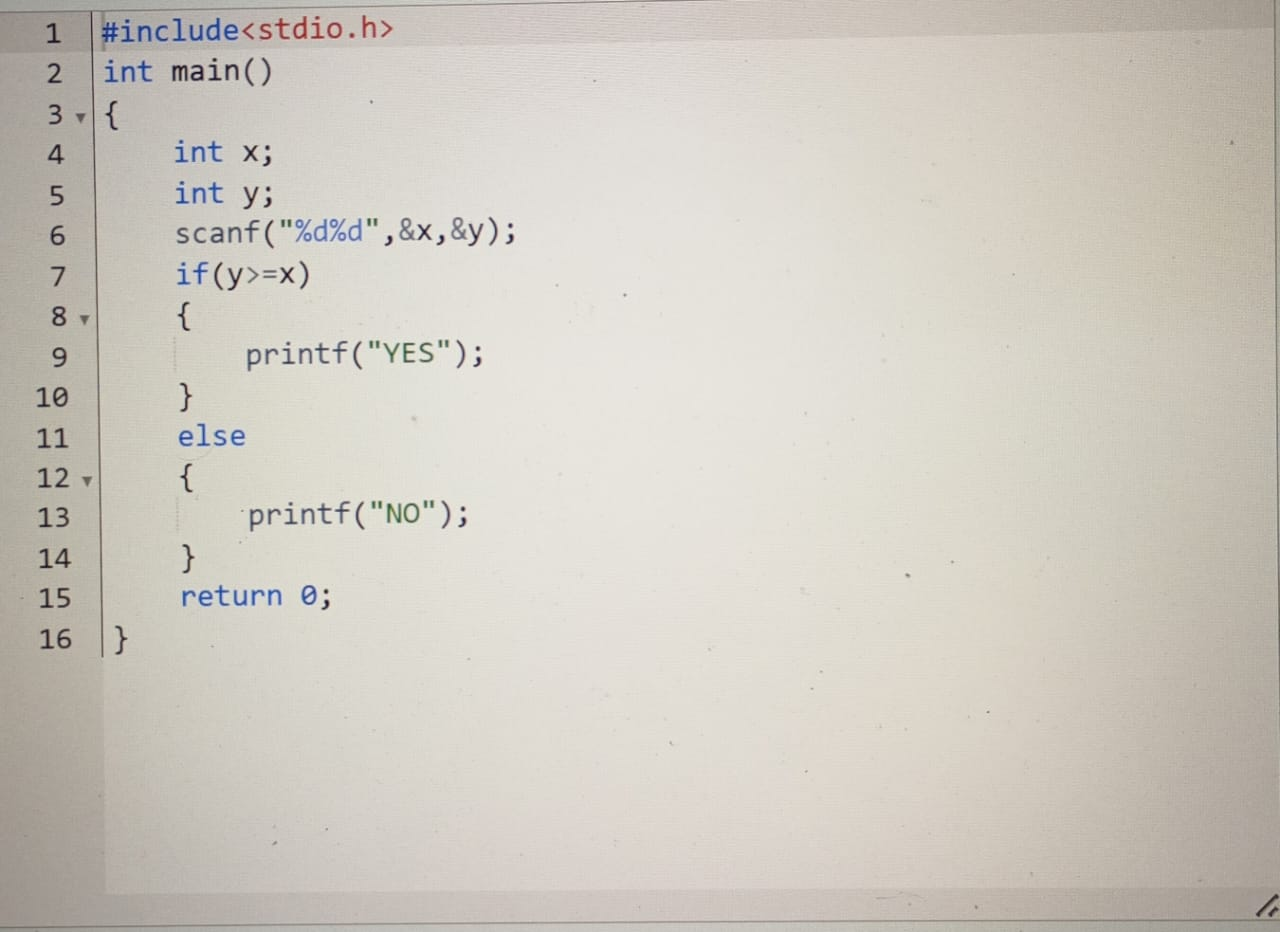 1 #include<stdio.h>
2 int main()
3 {
4 int x;
5 int y;
6 scanf("%d%d",&x,&y);
7 if(y>=x)
8 {
9 printf("YES");
10 }
11 else
12 {
13 printf("NO");
14 }
15 return 0;
16 }